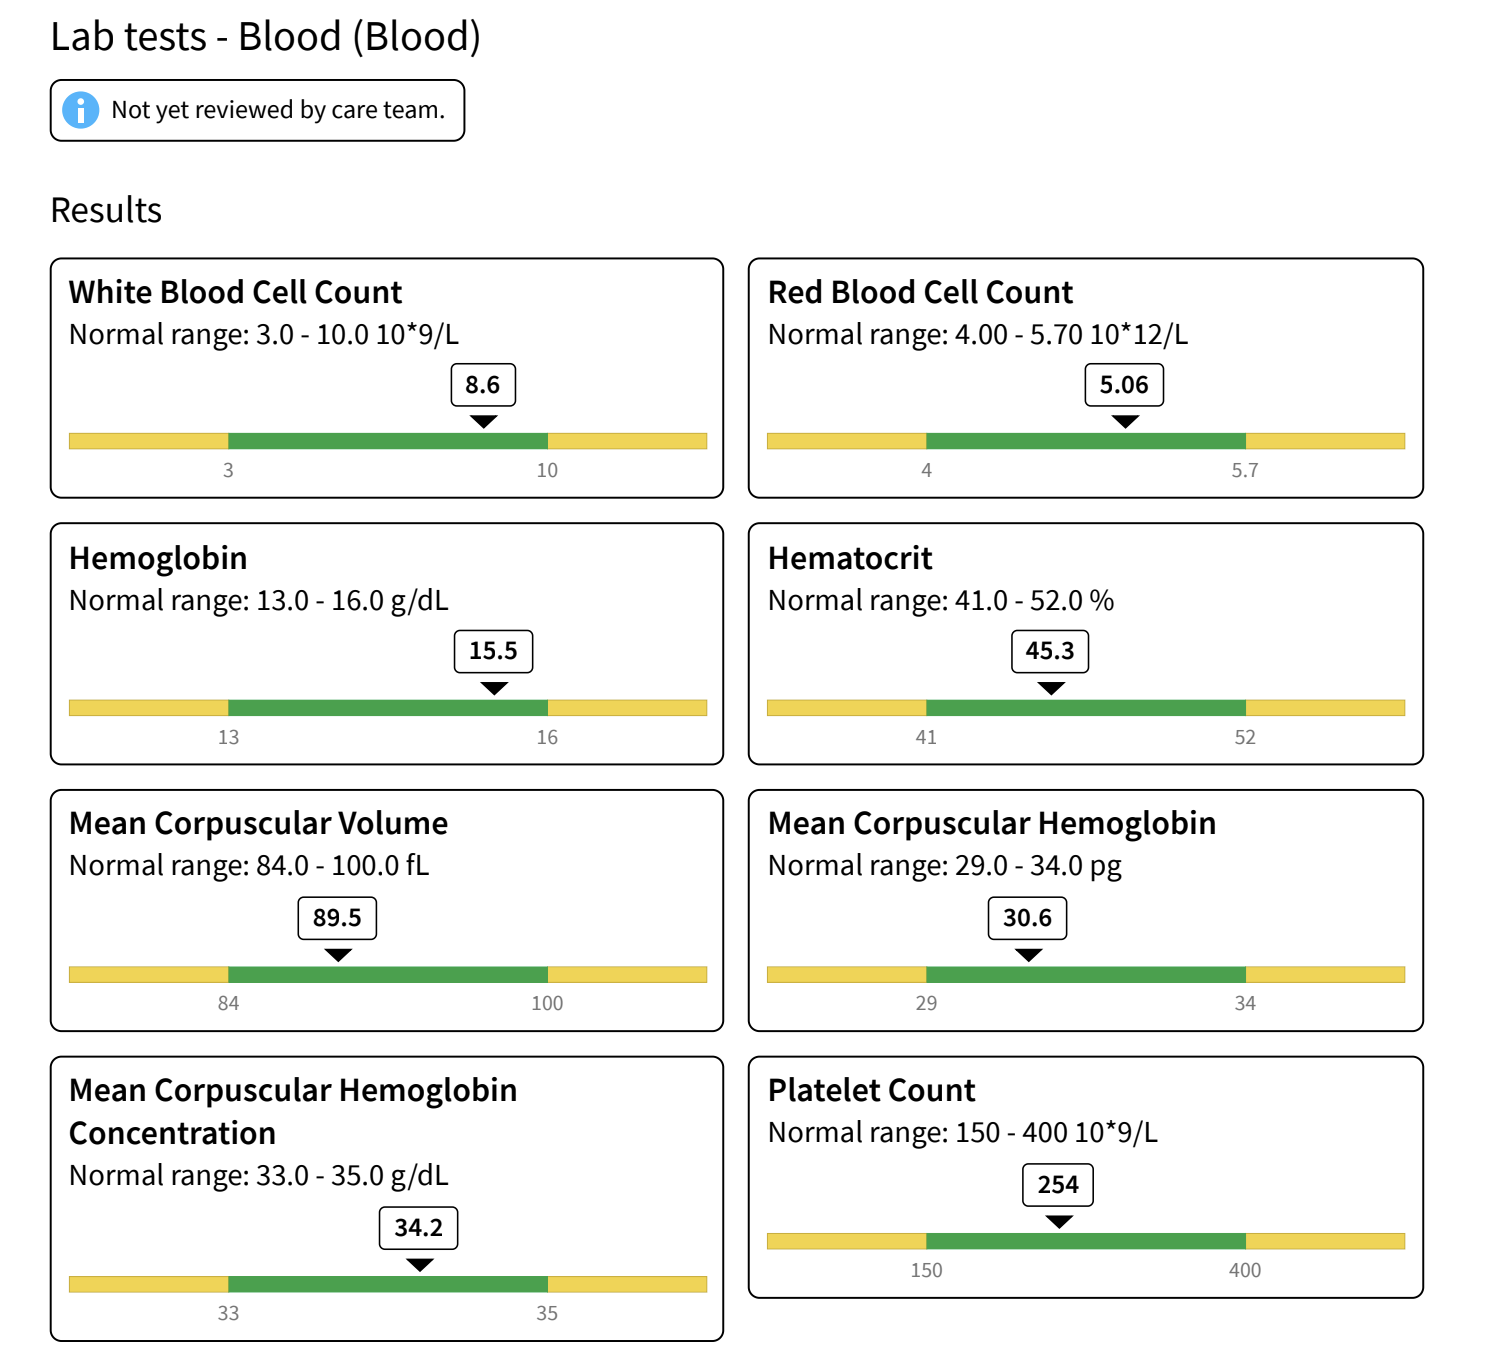 Lab tests - Blood (Blood)
Not yet reviewed by care team.
Results
White Blood Cell Count
Normal range: 3.0 - 10.0 10*9/L
8.6
3
10
Red Blood Cell Count
Normal range: 4.00 - 5.70 10*12/L
5.06
4
5.7
Hemoglobin
Normal range: 13.0 - 16.0 g/dL
15.5
13
16
Hematocrit
Normal range: 41.0 - 52.0 %
45.3
41
52
Mean Corpuscular Volume
Normal range: 84.0 - 100.0 fL
89.5
84
100
Mean Corpuscular Hemoglobin
Normal range: 29.0 - 34.0 pg
30.6
29
34
Mean Corpuscular Hemoglobin
Concentration
Normal range: 33.0 - 35.0 g/dL
34.2
33
35
Platelet Count
Normal range: 150 - 400 10*9/L
254
150
400